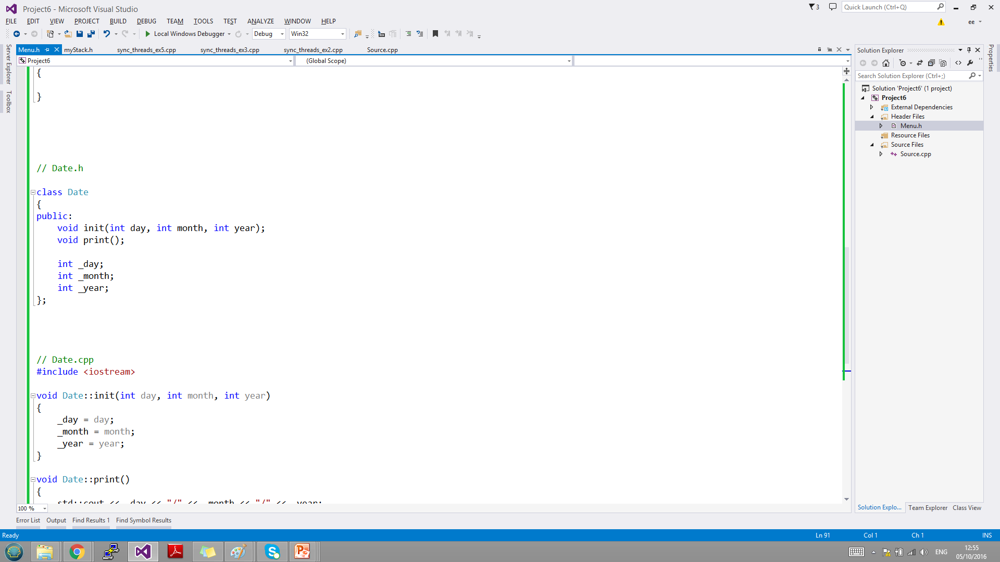 Project6 - Microsoft Visual Studio
3
Quick Launch (Ctrl+Q)
FILE EDIT VIEW PROJECT BUILD DEBUG TEAM TOOLS TEST ANALYZE WINDOW HELP
ee
Local Windows Debugger Debug Win32
Server Explorer
Toolbox
Menu.h myStack.h sync_threads_ex5.cpp sync_threads_ex3.cpp sync_threads_ex2.cpp Source.cpp
Project6 (Global Scope)
{
}
// Date.h
class Date
{
public:
void init(int day, int month, int year);
void print();
int _day;
int _month;
int _year;
};
// Date.cpp
#include <iostream>
void Date::init(int day, int month, int year)
{
_day = day;
_month = month;
_year = year;
}
void Date::print()
{
std::cout << _day << "/" << _month << "/" << _year;
100 %
Solution Explorer
Properties
Search Solution Explorer (Ctrl+;)
Solution 'Project6' (1 project)
Project6
External Dependencies
Header Files
Menu.h
Resource Files
Source Files
Source.cpp
Solution Explo... Team Explorer Class View
Error List Output Find Results 1 Find Symbol Results
Ready Ln 91 Col 1 Ch 1 INS
ENG
12:55
05/10/2016